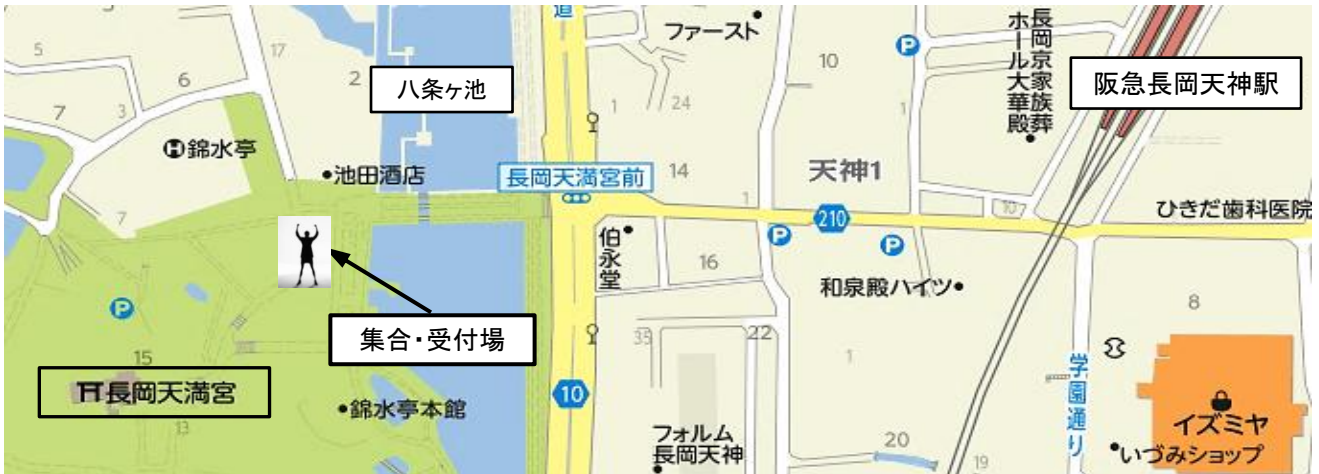 5
17
6
7
3
Ⓗ錦水亭
7
2
八条ヶ池
•池田酒店
道
ファースト•
1
24
14
長岡天満宮前
10
1
天神1
1
P
長岡京家族葬
ホール大華殿
阪急長岡天神駅
ひきだ歯科医院
10
210
P
P
伯永堂
16
和泉殿ハイツ•
8
集合・受付場
P
15
長岡天満宮
13
•錦水亭本館
10
35
22
1
フォルム
長岡天神
20
19
学園通り
イズミヤ
•いづみショップ